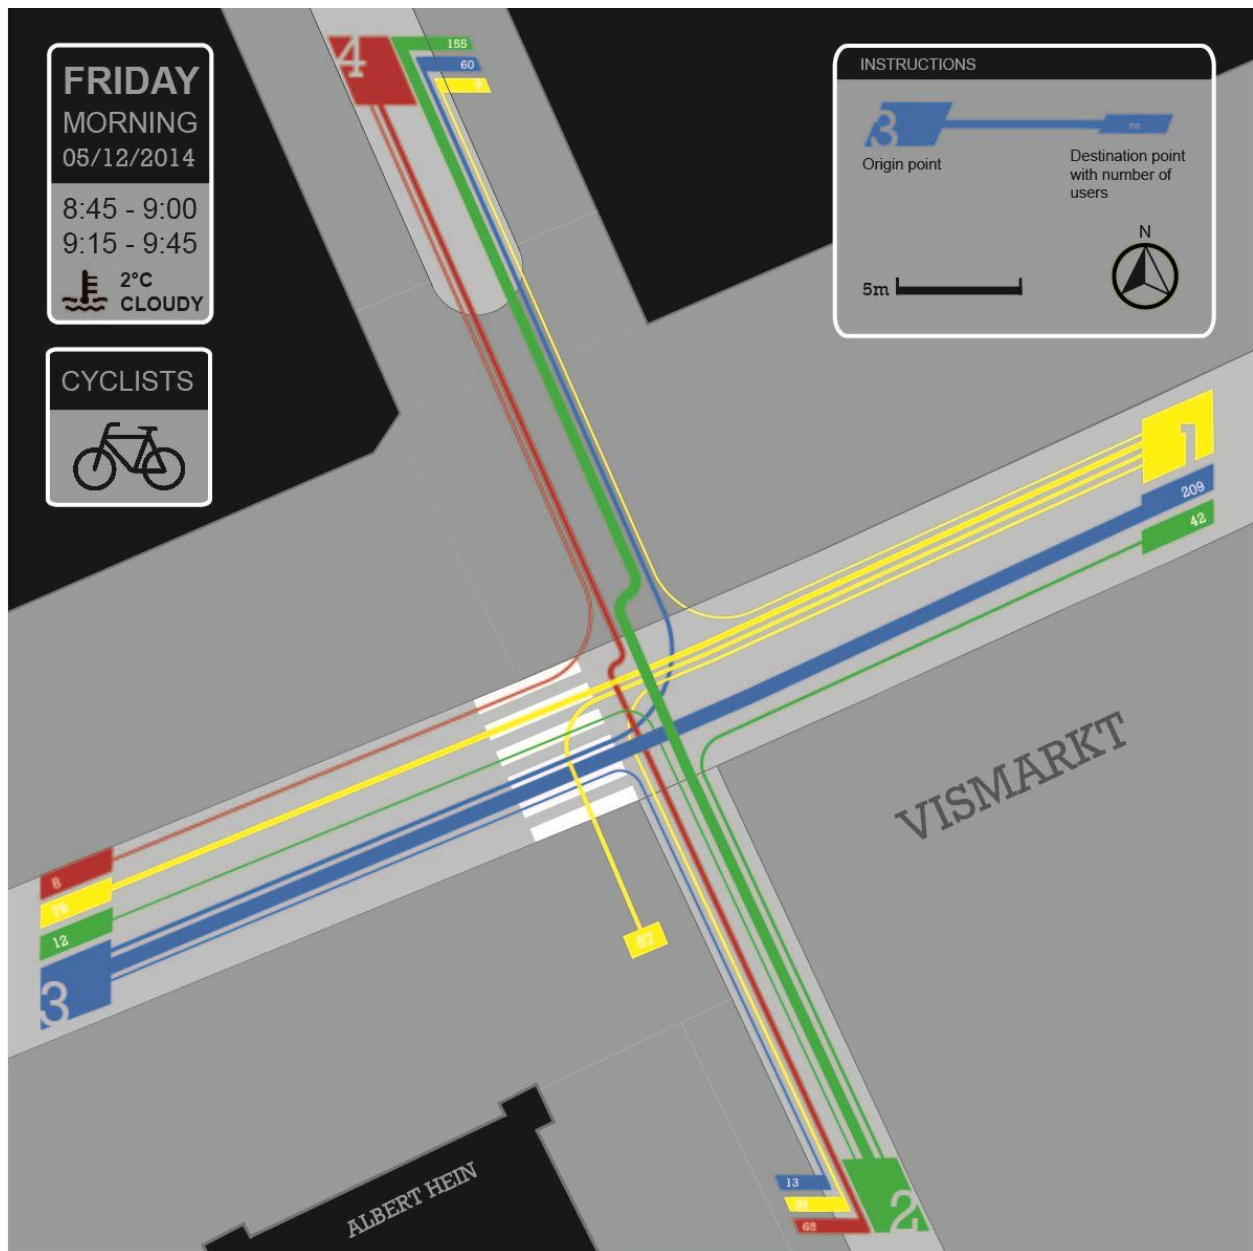 FRIDAY
MORNING
05/12/2014
8:45 - 9:00
9:15 - 9:45
2°C
CLOUDY
CYCLISTS
4
155
60
INSTRUCTIONS
3
Origin point
Destination point
with number of
users
N
5m
1
209
42
VISMARKT
8
12
3
13
68
2
ALBERT HEIN